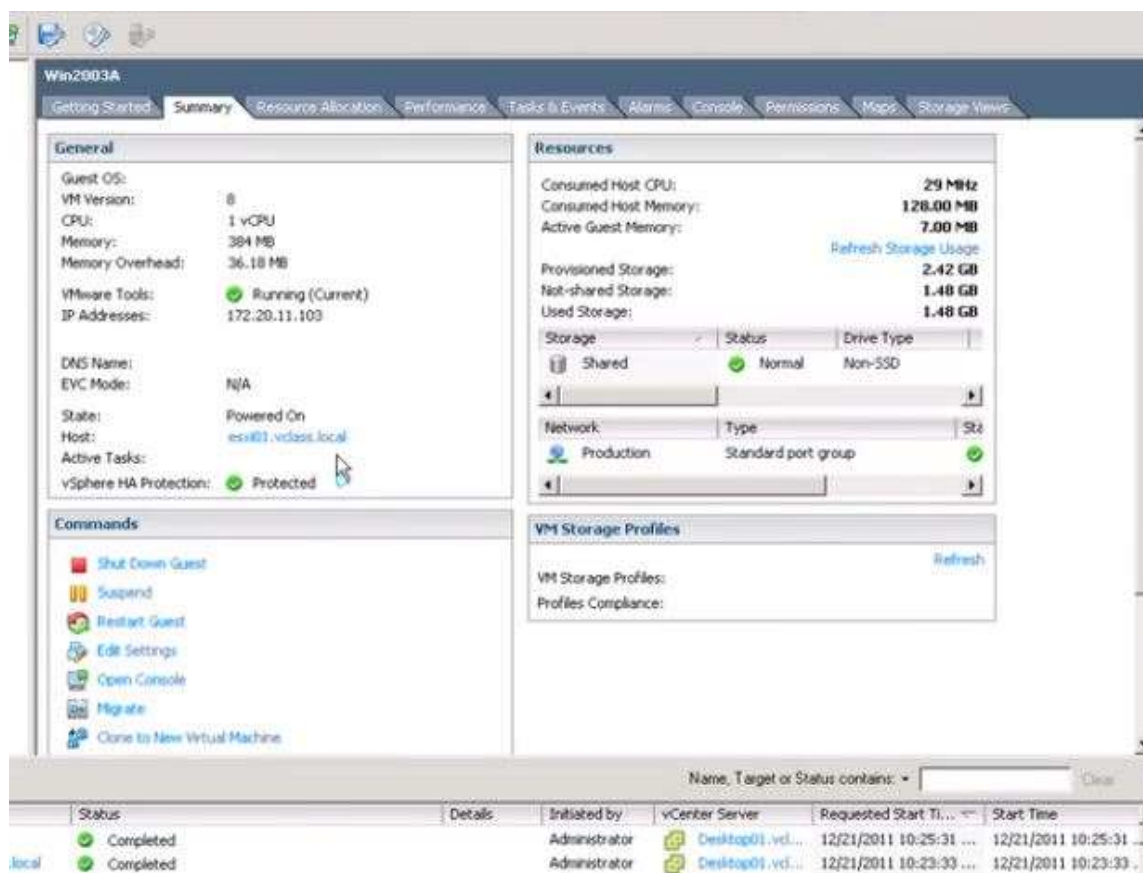 Win2003A
Getting Started Summary Resource Allocation Performance Tasks & Events Alarms Console Permissions Maps Storage Views
General
Guest OS:
VM Version: 8
CPU: 1 vCPU
Memory: 384 MB
Memory Overhead: 36.18 MB
VMware Tools: Running (Current)
IP Addresses: 172.20.11.103
DNS Name:
EVC Mode: N/A
State: Powered On
Host: esxi01.vclass.local
Active Tasks:
vSphere HA Protection: Protected
Resources
Consumed Host CPU: 29 MHz
Consumed Host Memory: 128.00 MB
Active Guest Memory: 7.00 MB
Refresh Storage Usage
Provisioned Storage: 2.42 GB
Not-shared Storage: 1.48 GB
Used Storage: 1.48 GB
Storage Status Drive Type
Shared Normal Non-SSD
Network Type Sta
Production Standard port group
Commands
Shut Down Guest
Suspend
Restart Guest
Edit Settings
Open Console
Migrate
Clone to New Virtual Machine
VM Storage Profiles
Refresh
VM Storage Profiles:
Profiles Compliance:
Name, Target or Status contains: Clear
Status Details Initiated by vCenter Server Requested Start Ti... Start Time
Completed Administrator Desktop01.vcl... 12/21/2011 10:25:31 ... 12/21/2011 10:25:31 ...
.local Completed Administrator Desktop01.vcl... 12/21/2011 10:23:33 ... 12/21/2011 10:23:33 .